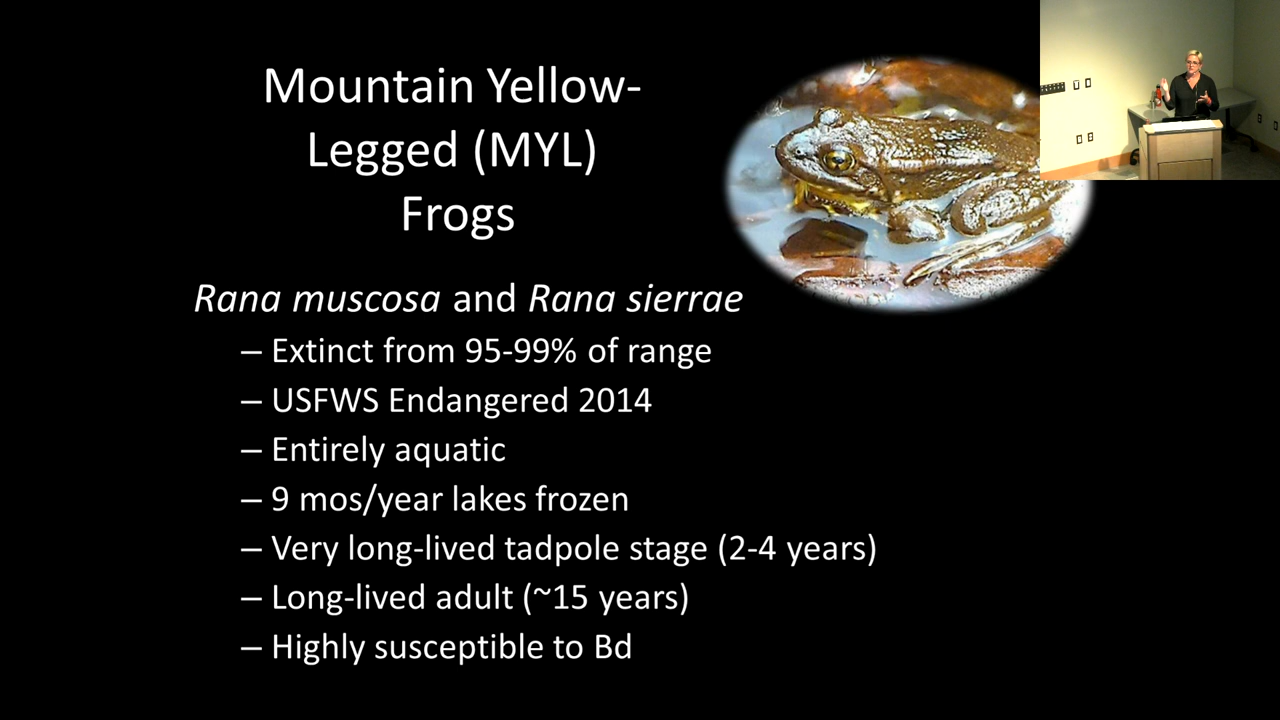 Mountain Yellow-
Legged (MYL)
Frogs
Rana muscosa and Rana sierrae
– Extinct from 95-99% of range
– USFWS Endangered 2014
– Entirely aquatic
– 9 mos/year lakes frozen
– Very long-lived tadpole stage (2-4 years)
– Long-lived adult (~15 years)
– Highly susceptible to Bd